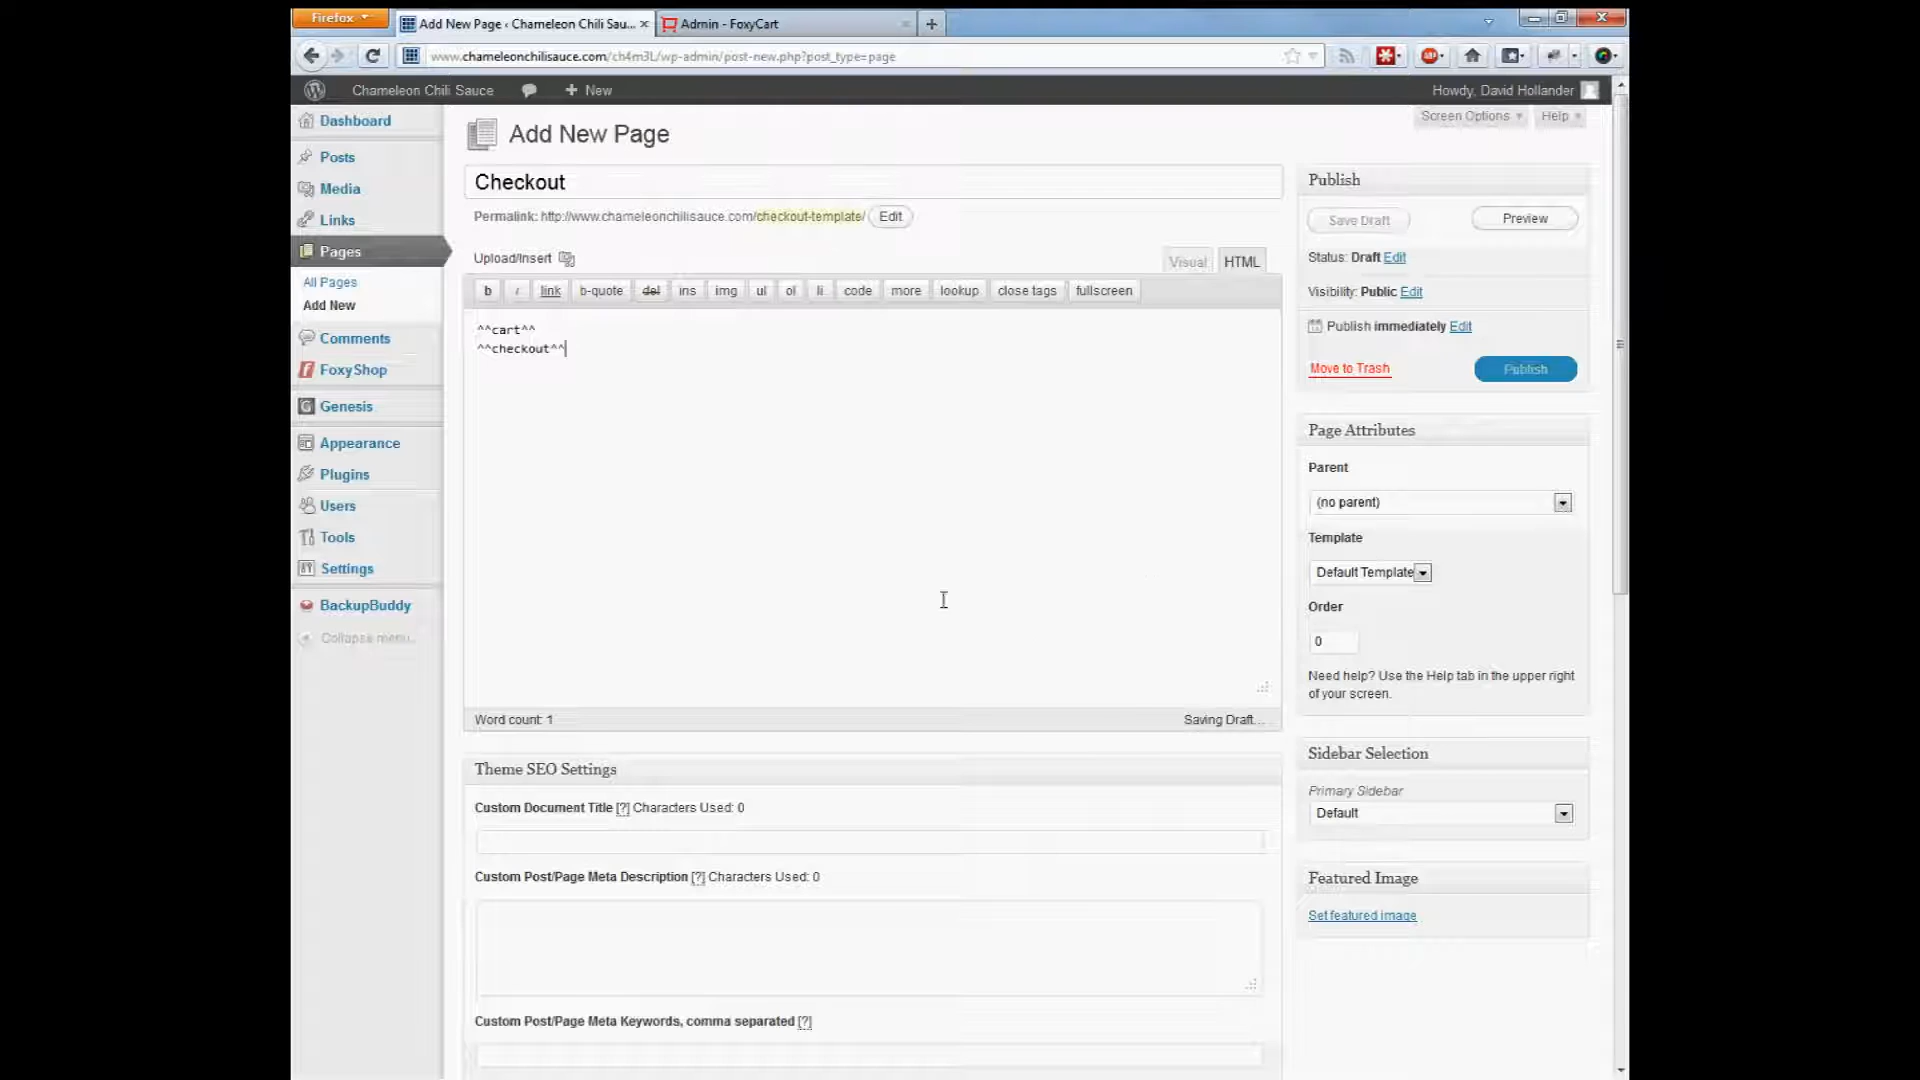 Firefox
Add New Page ‹ Chameleon Chili Sau...
Admin - FoxyCart
www.chameleonchilisauce.com/ch4m3L/wp-admin/post-new.php?post_type=page
Chameleon Chili Sauce
New
Howdy, David Hollander
Screen Options
Help
Dashboard
Posts
Media
Links
Pages
All Pages
Add New
Comments
FoxyShop
Genesis
Appearance
Plugins
Users
Tools
Settings
BackupBuddy
Collapse menu
Add New Page
Checkout
Permalink: http://www.chameleonchilisauce.com/checkout-template/ Edit
Upload/Insert
Visual
HTML
b i link b-quote del ins img ul ol li code more lookup close tags fullscreen
^^cart^^
^^checkout^^
Word count: 1
Saving Draft...
Theme SEO Settings
Custom Document Title [?] Characters Used: 0
Custom Post/Page Meta Description [?] Characters Used: 0
Custom Post/Page Meta Keywords, comma separated [?]
Publish
Save Draft
Preview
Status: Draft Edit
Visibility: Public Edit
Publish immediately Edit
Move to Trash
Publish
Page Attributes
Parent
(no parent)
Template
Default Template
Order
0
Need help? Use the Help tab in the upper right
of your screen.
Sidebar Selection
Primary Sidebar
Default
Featured Image
Set featured image